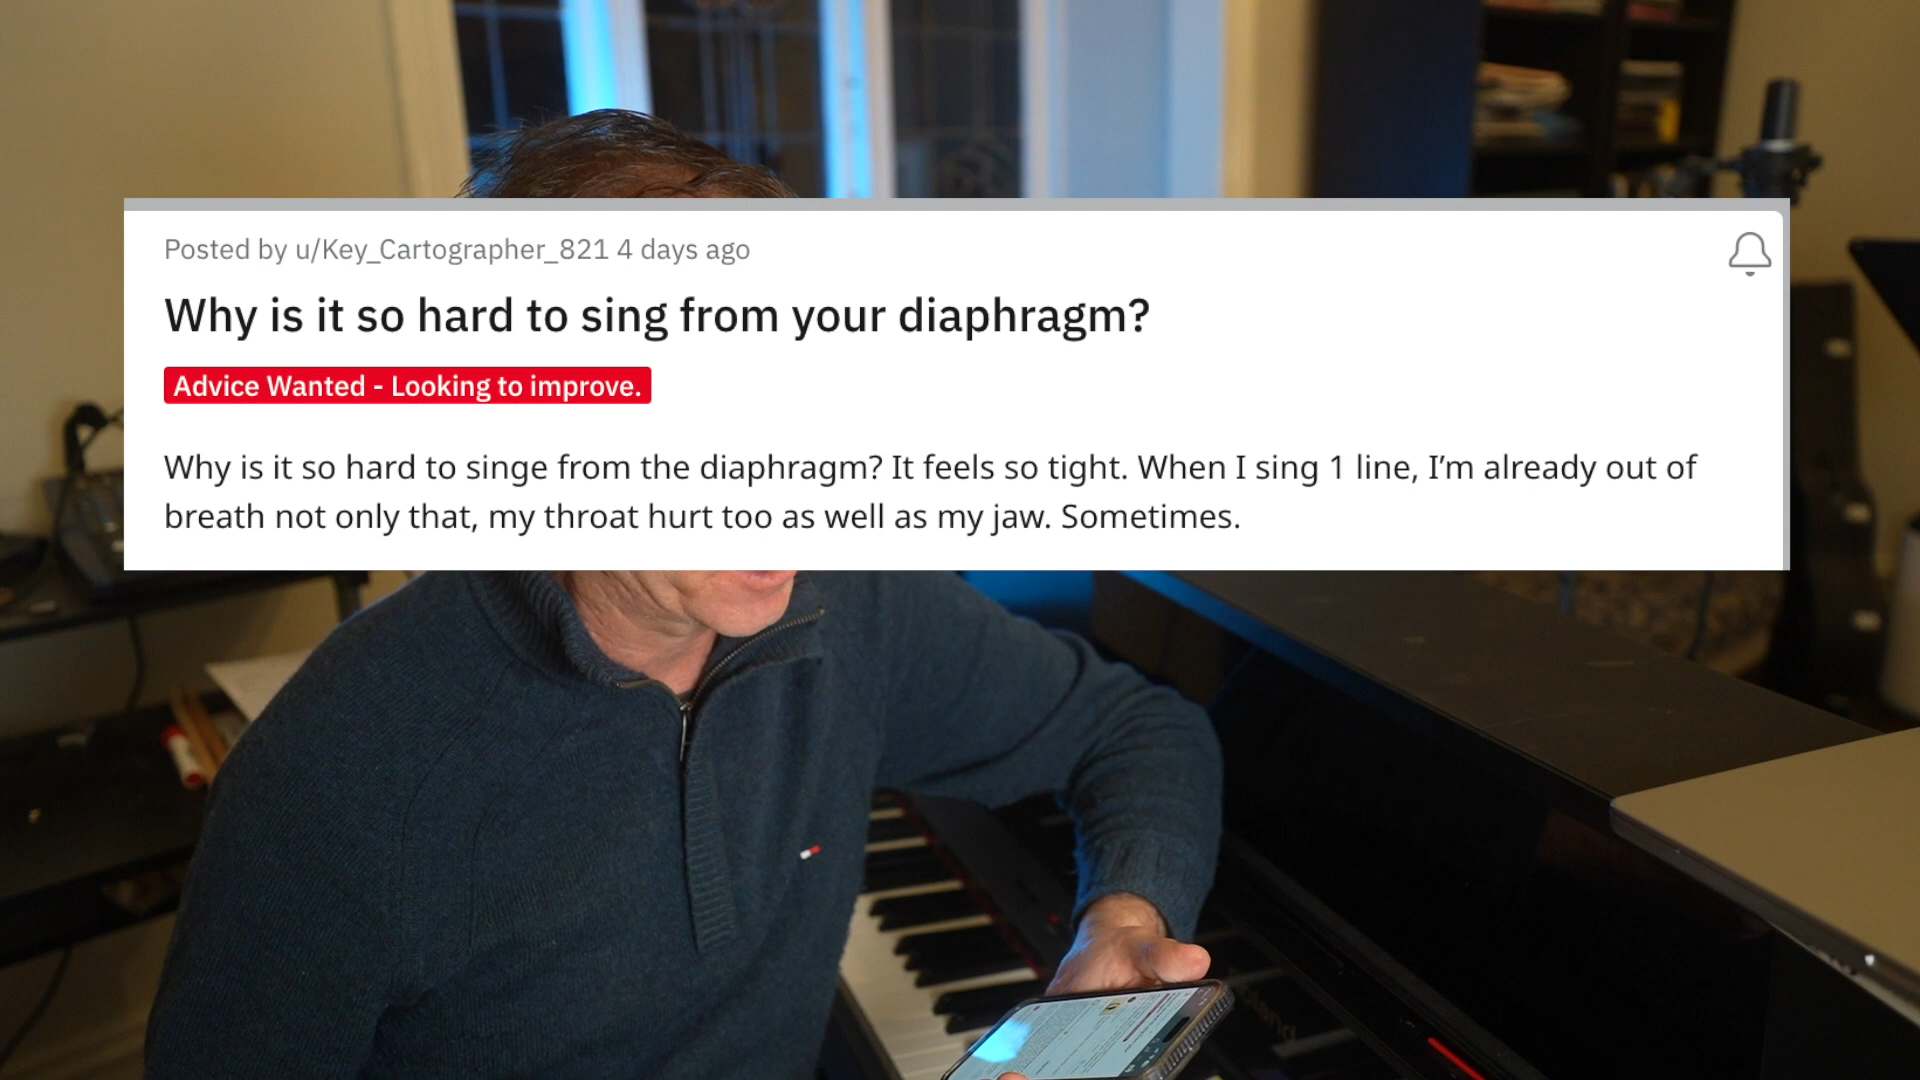 Posted by u/Key_Cartographer_821 4 days ago
Why is it so hard to sing from your diaphragm?
Advice Wanted - Looking to improve.
Why is it so hard to singe from the diaphragm? It feels so tight. When I sing 1 line, I’m already out of
breath not only that, my throat hurt too as well as my jaw. Sometimes.